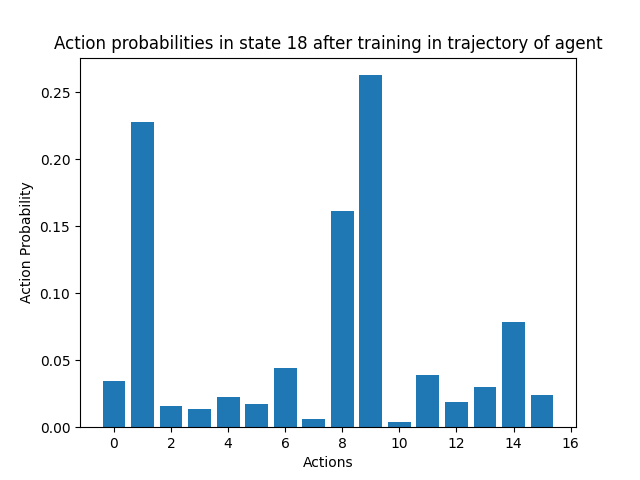 Action probabilities in state 18 after training in trajectory of agent
0.25
0.20
0.15
0.10
0.05
0.00
Action Probability
0 2 4 6 8 10 12 14 16
Actions